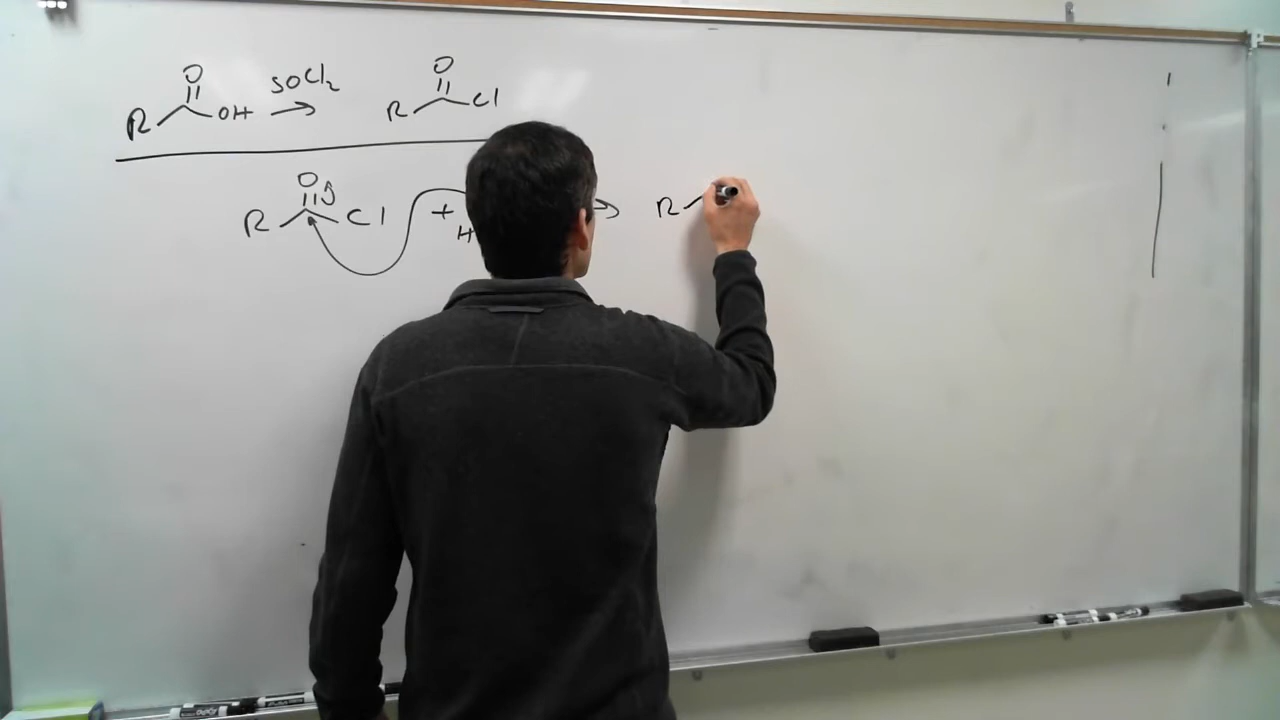 O O
R OH SOCl2 → R Cl
O
R Cl + H → R